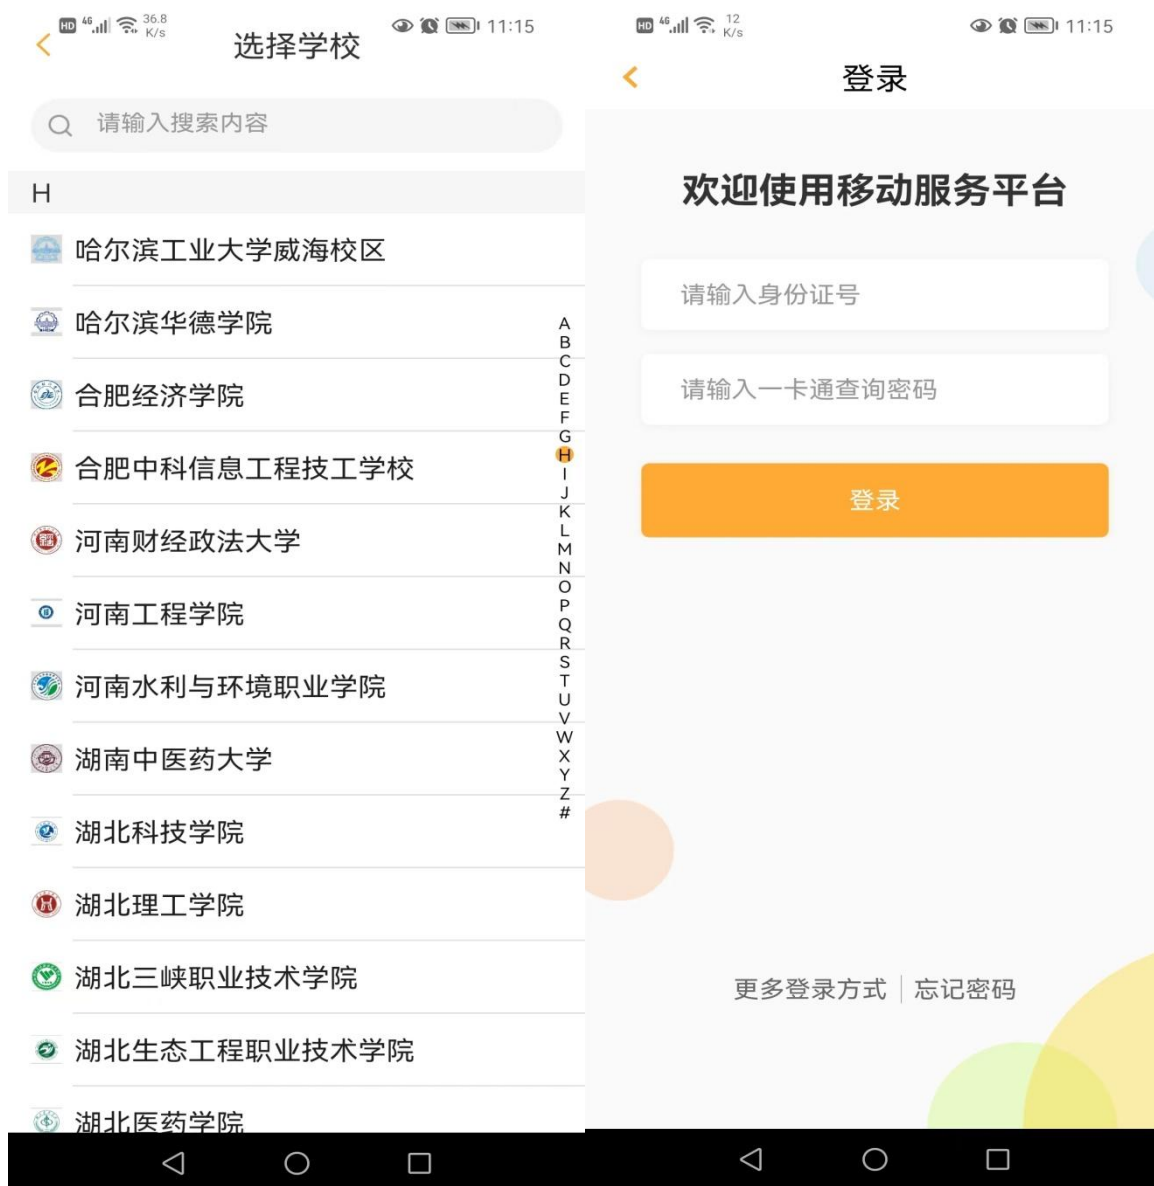 HD 46 36.8 K/s 11:15
选择学校
请输入搜索内容
H
哈尔滨工业大学威海校区
哈尔滨华德学院
合肥经济学院
合肥中科信息工程技工学校
河南财经政法大学
河南工程学院
河南水利与环境职业学院
湖南中医药大学
湖北科技学院
湖北理工学院
湖北三峡职业技术学院
湖北生态工程职业技术学院
湖北医药学院
A
B
C
D
E
F
G
H
I
J
K
L
M
N
O
P
Q
R
S
T
U
V
W
X
Y
Z
#
HD 46 12 K/s 11:15
登录
欢迎使用移动服务平台
请输入身份证号
请输入一卡通查询密码
登录
更多登录方式 忘记密码